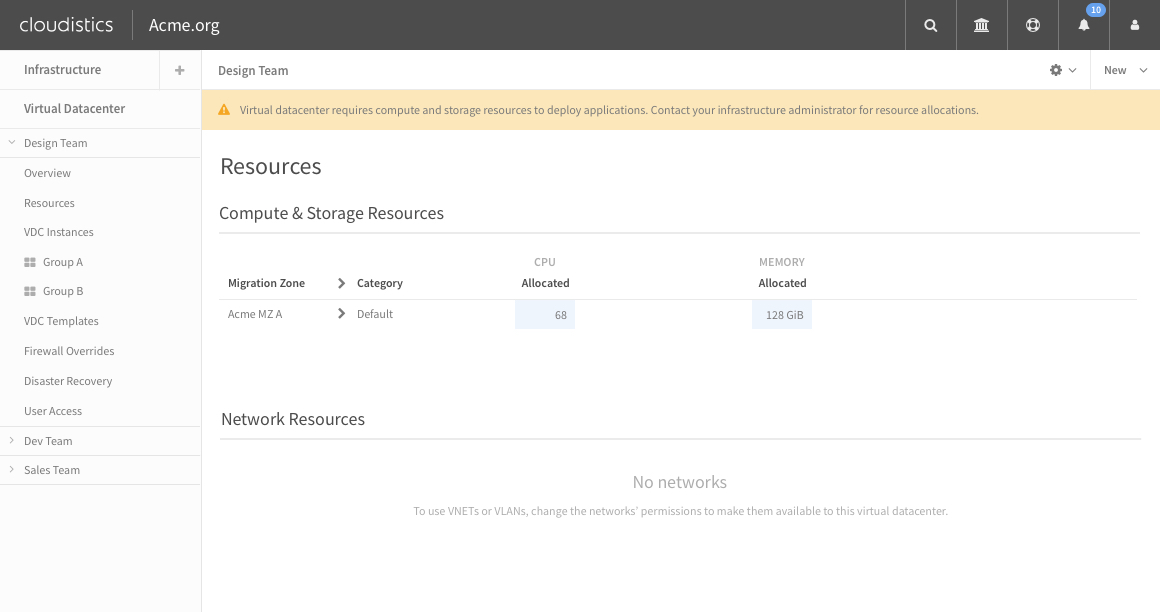 cloudistics Acme.org 10
Infrastructure
Virtual Datacenter
Design Team
Overview
Resources
VDC Instances
Group A
Group B
VDC Templates
Firewall Overrides
Disaster Recovery
User Access
Dev Team
Sales Team
Design Team New
Virtual datacenter requires compute and storage resources to deploy applications. Contact your infrastructure administrator for resource allocations.
Resources
Compute & Storage Resources
CPU MEMORY
Migration Zone Category Allocated Allocated
Acme MZ A Default 68 128 GiB
Network Resources
No networks
To use VNETs or VLANs, change the networks' permissions to make them available to this virtual datacenter.